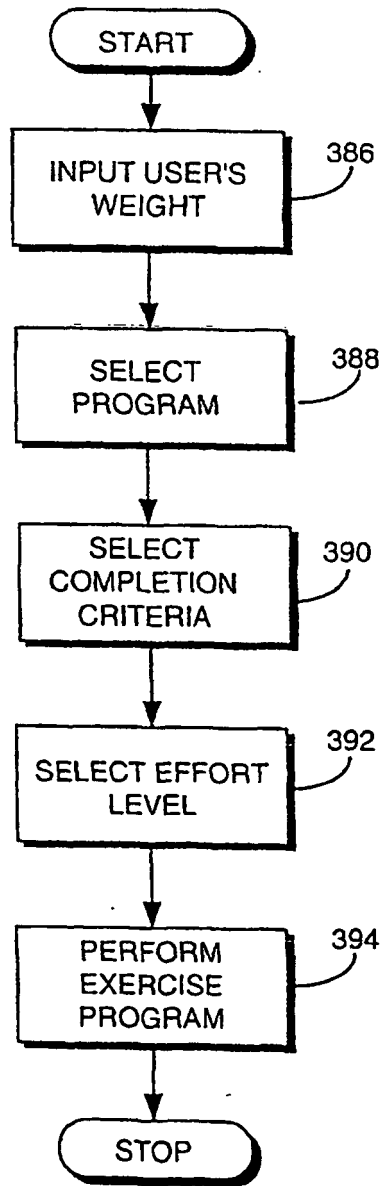 START
INPUT USER'S
WEIGHT
386
SELECT
PROGRAM
388
SELECT
COMPLETION
CRITERIA
390
SELECT EFFORT
LEVEL
392
PERFORM
EXERCISE
PROGRAM
394
STOP